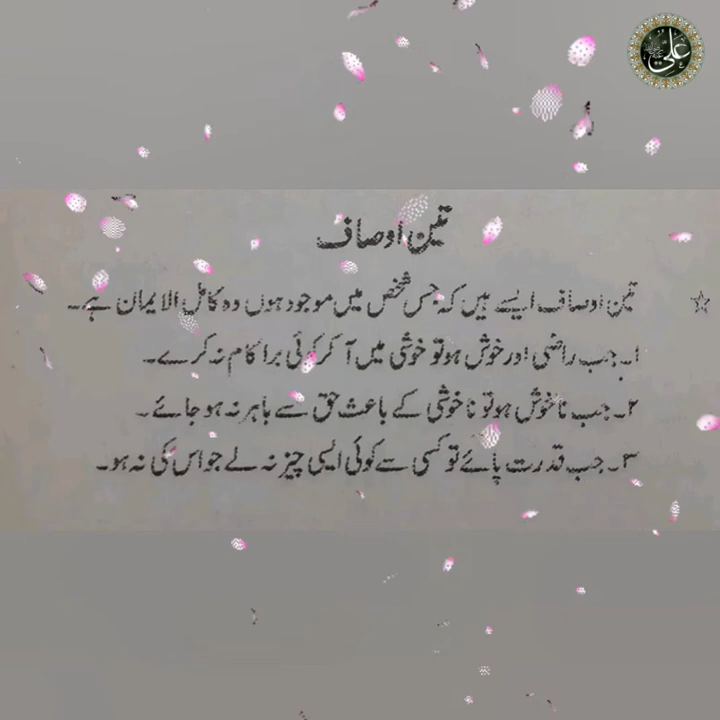 علی
تین اوصاف
☆ تین اوصاف ایسے ہیں کہ جس شخص میں موجود ہوں وہ کامل الایمان ہے۔
۱۔ جب راضی اور خوش ہو تو خوشی میں آ کر کوئی برا کام نہ کرے۔
۲۔ جب ناخوش ہو تو ناخوشی کے باعث حق سے باہر نہ ہو جائے۔
۳۔ جب قدرت پائے تو کسی سے کوئی ایسی چیز نہ لے جو اس کی نہ ہو۔